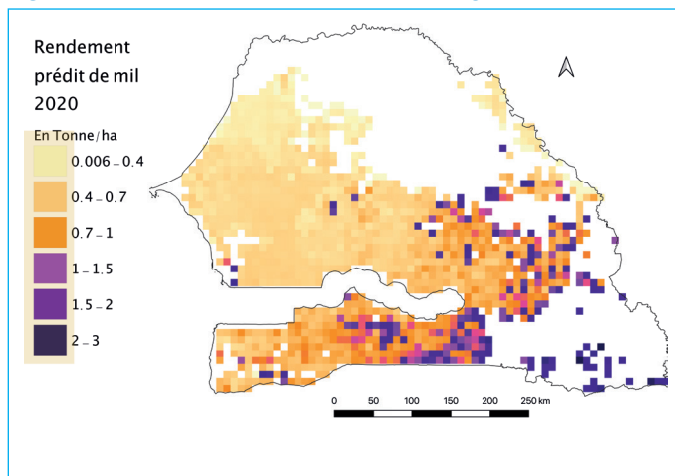 Rendement
prédit de mil
2020
En Tonne/ha
0.006 – 0.4
0.4 – 0.7
0.7 – 1
1 – 1.5
1.5 – 2
2 – 3
0 50 100 150 200 250 km